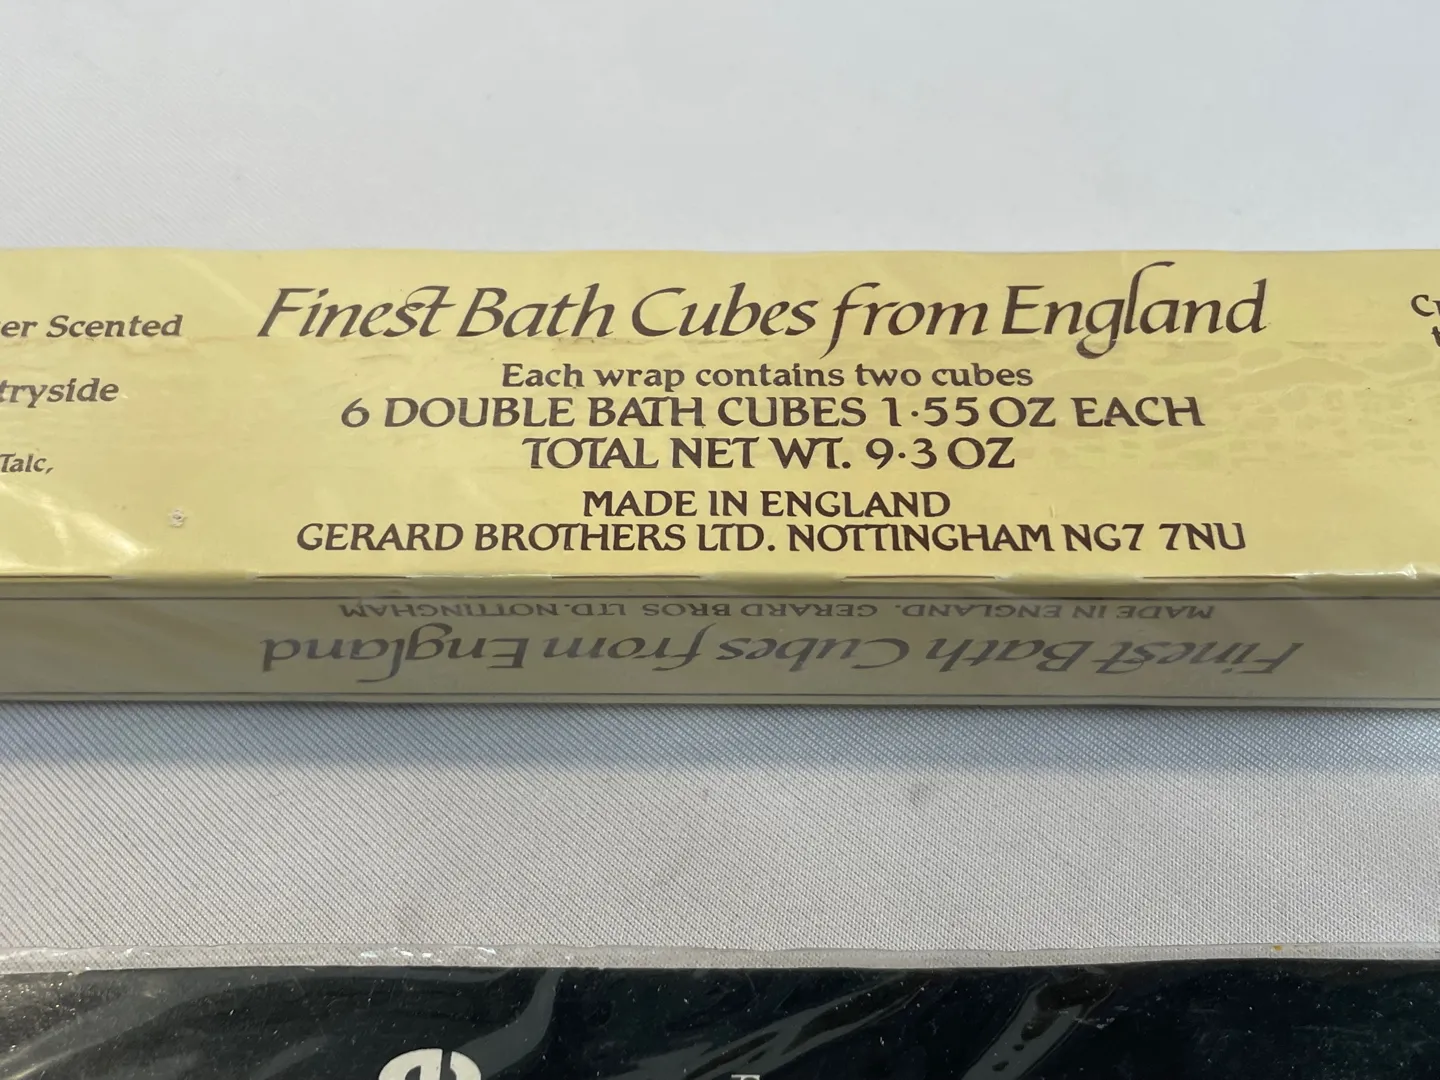 Finest Bath Cubes from England
Scented
Each wrap contains two cubes
6 DOUBLE BATH CUBES 1·55 OZ EACH
TOTAL NET WT. 9·3 OZ
Talc,
MADE IN ENGLAND
GERARD BROTHERS LTD. NOTTINGHAM NG7 7NU
Finest Bath Cubes from England
MADE IN ENGLAND. GERARD BROS LTD. NOTTINGHAM